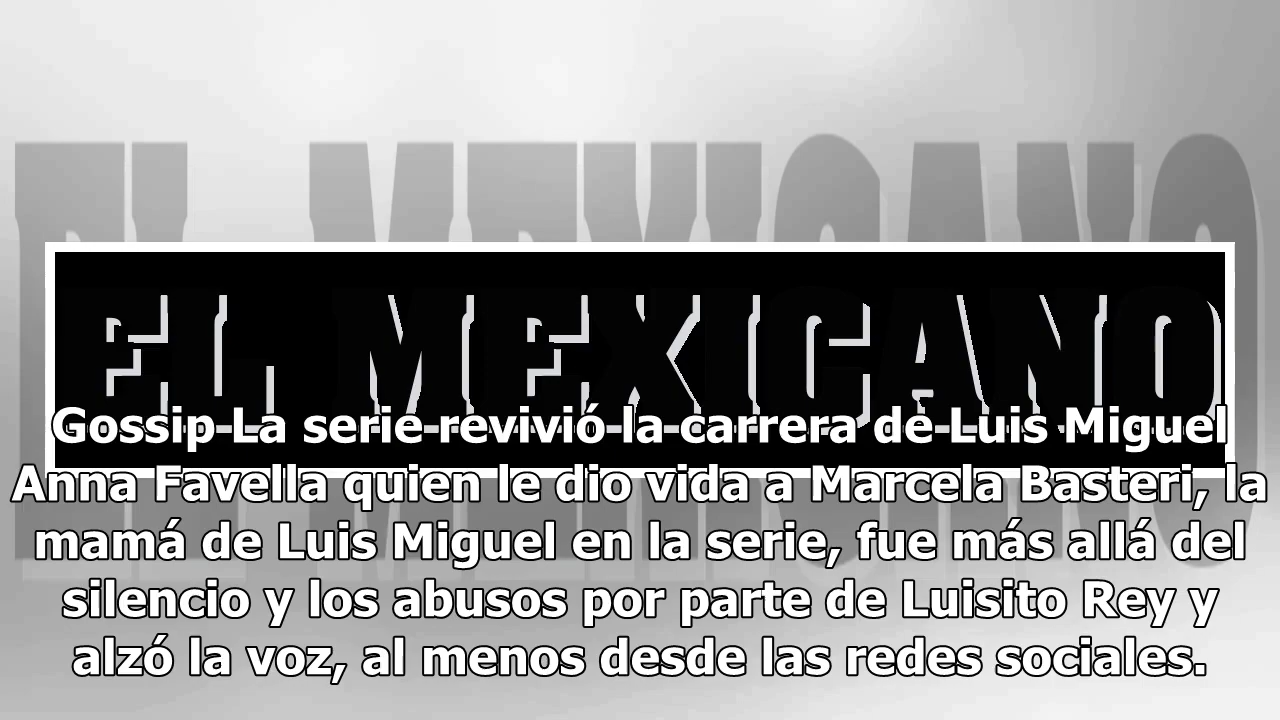 EL MEXICANO
EL MEXICANO
Gossip La serie revivió la carrera de Luis Miguel
Anna Favella quien le dio vida a Marcela Basteri, la
mamá de Luis Miguel en la serie, fue más allá del
silencio y los abusos por parte de Luisito Rey y
alzó la voz, al menos desde las redes sociales.